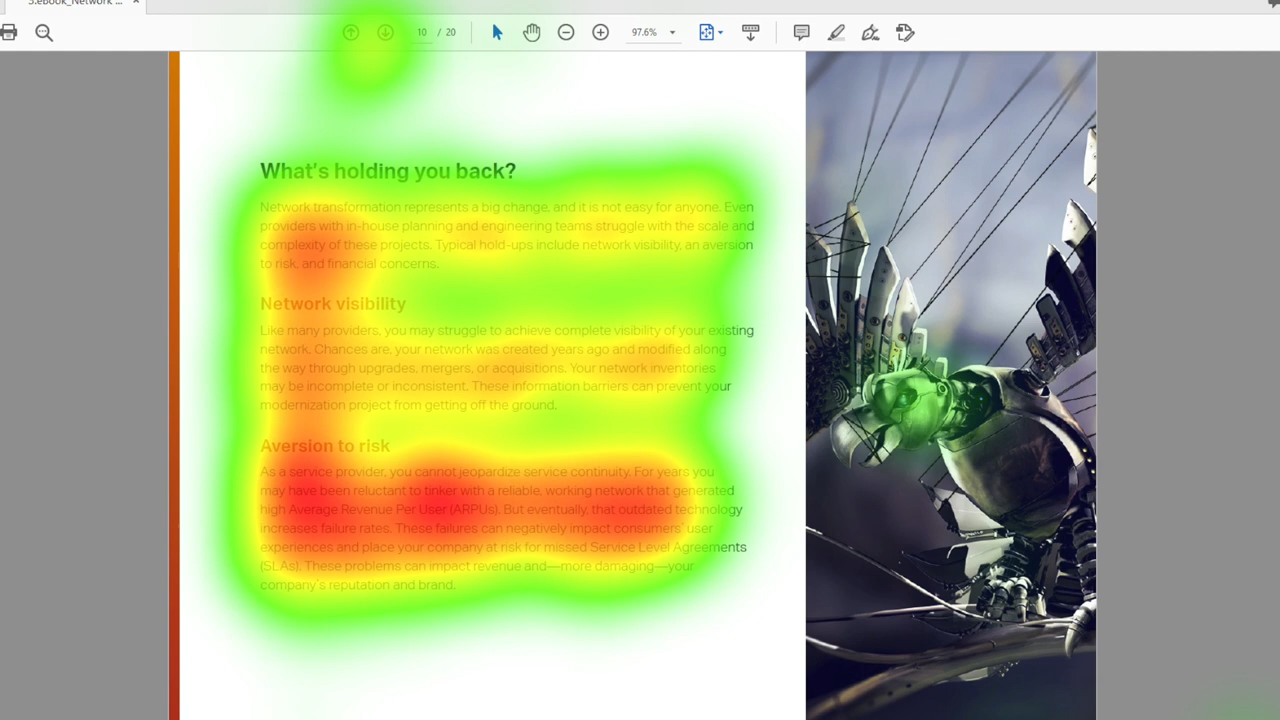 5.eBook_Network ...
10 / 20
97.6%
What's holding you back?
Network transformation represents a big change, and it is not easy for anyone. Even
providers with in-house planning and engineering teams struggle with the scale and
complexity of these projects. Typical hold-ups include network visibility, an aversion
to risk, and financial concerns.
Network visibility
Like many providers, you may struggle to achieve complete visibility of your existing
network. Chances are, your network was created years ago and modified along
the way through upgrades, mergers, or acquisitions. Your network inventories
may be incomplete or inconsistent. These information barriers can prevent your
modernization project from getting off the ground.
Aversion to risk
As a service provider, you cannot jeopardize service continuity. For years you
may have been reluctant to tinker with a reliable, working network that generated
high Average Revenue Per User (ARPUs). But eventually, that outdated technology
increases failure rates. These failures can negatively impact consumers' user
experiences and place your company at risk for missed Service Level Agreements
(SLAs). These problems can impact revenue and—more damaging—your
company's reputation and brand.